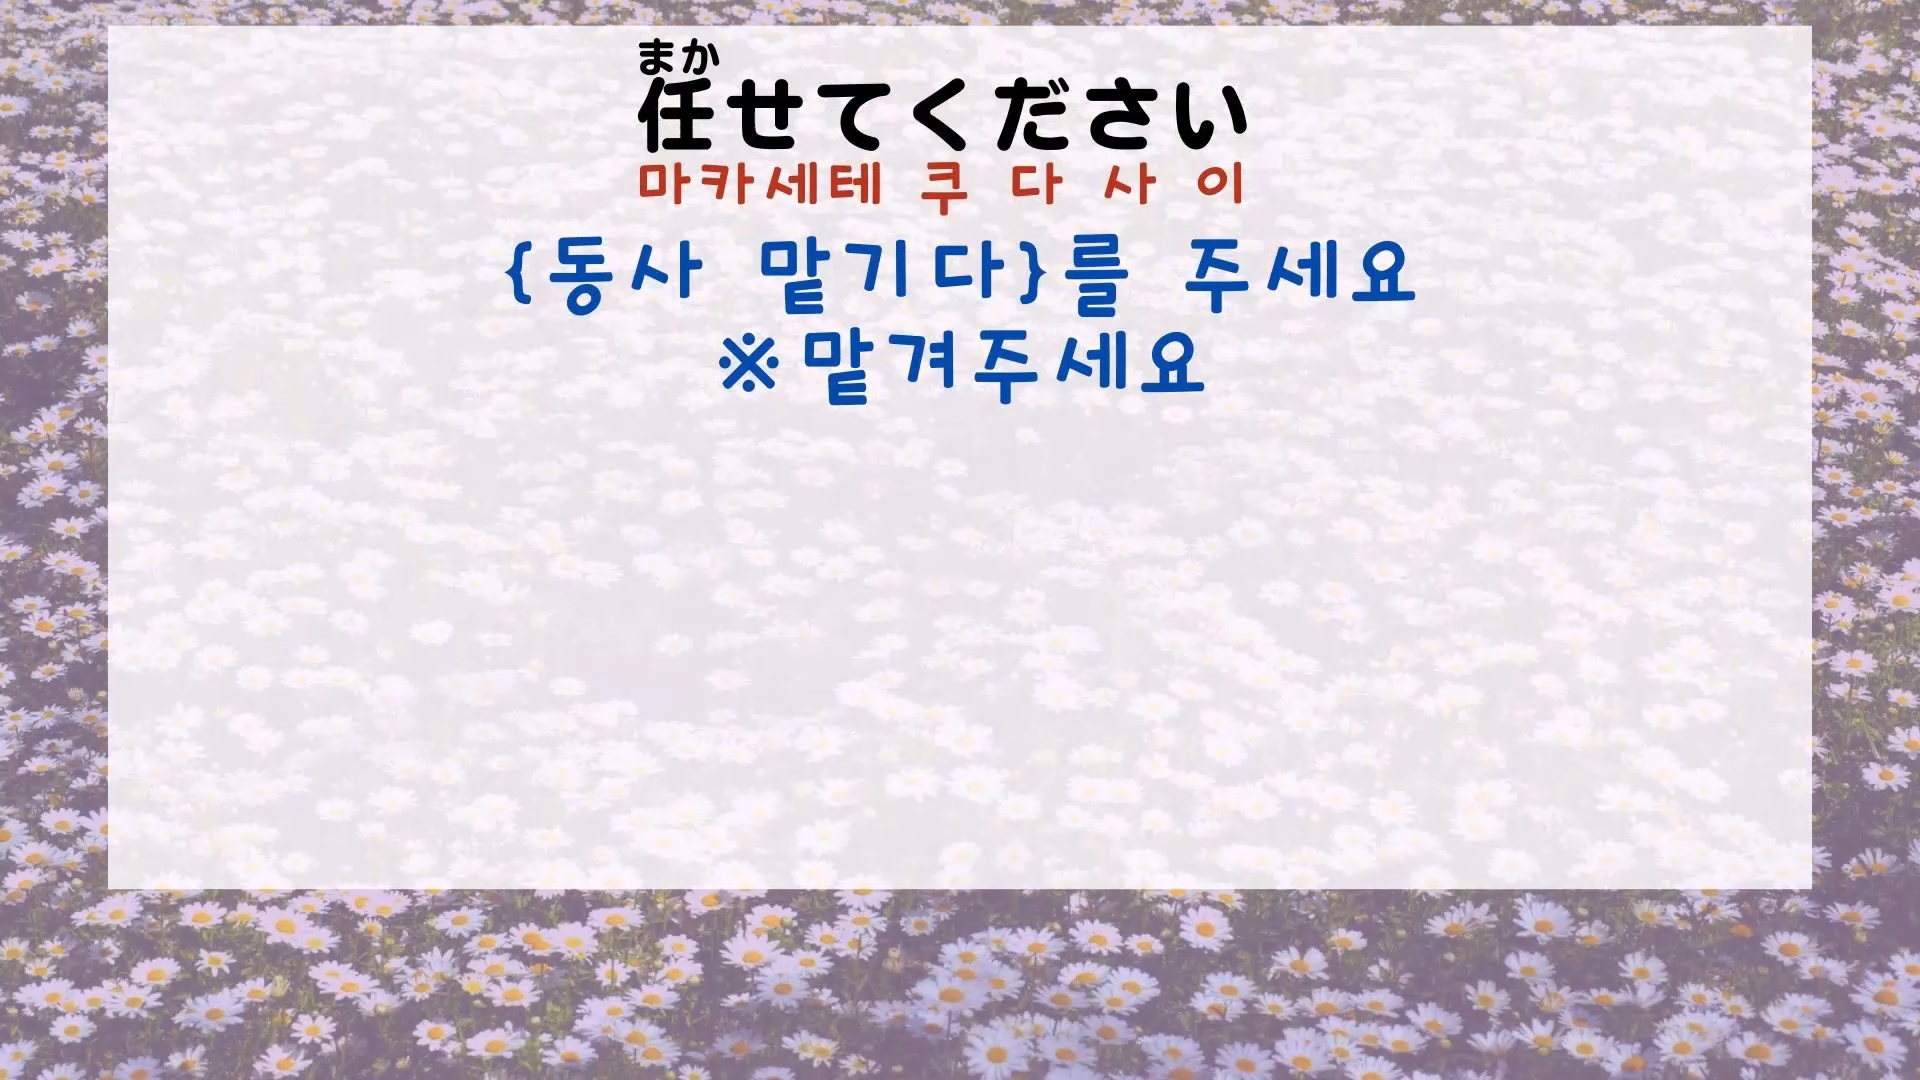 まか
任せてください
마카세테 쿠 다 사 이
{동사 맡기다}를 주세요
※맡겨주세요